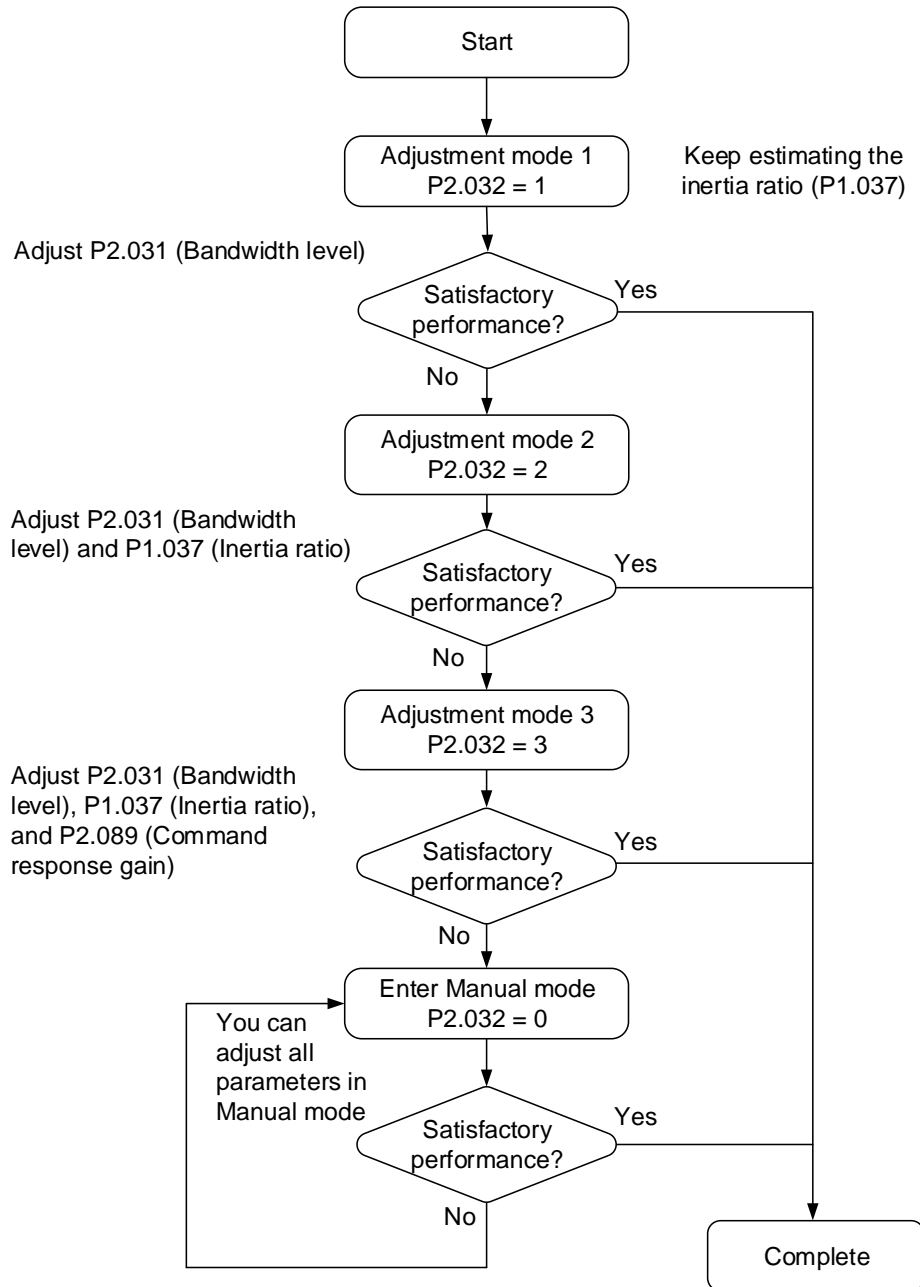 Start
Adjustment mode 1
P2.032 = 1
Keep estimating the
inertia ratio (P1.037)
Adjust P2.031 (Bandwidth level)
Satisfactory
performance?
Yes
No
Adjustment mode 2
P2.032 = 2
Adjust P2.031 (Bandwidth
level) and P1.037 (Inertia ratio)
Satisfactory
performance?
Yes
No
Adjustment mode 3
P2.032 = 3
Adjust P2.031 (Bandwidth
level), P1.037 (Inertia ratio),
and P2.089 (Command
response gain)
Satisfactory
performance?
Yes
No
Enter Manual mode
P2.032 = 0
You can
adjust all
parameters in
Manual mode
Satisfactory
performance?
Yes
No
Complete